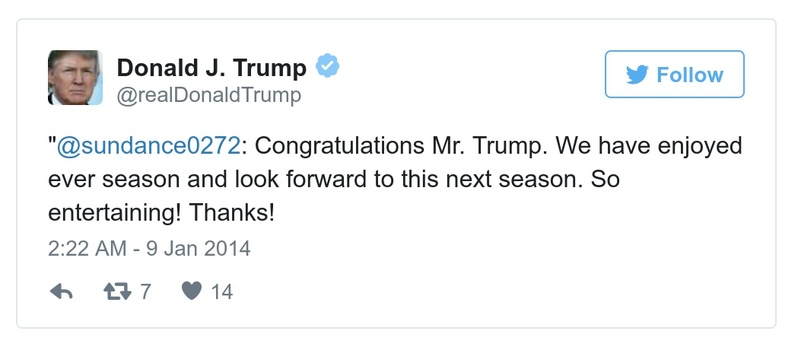 Donald J. Trump
@realDonaldTrump
Follow
"@sundance0272: Congratulations Mr. Trump. We have enjoyed
ever season and look forward to this next season. So
entertaining! Thanks!
2:22 AM - 9 Jan 2014
7 14